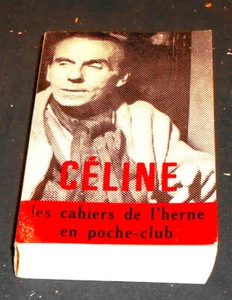 CÉLINE
les cahiers de l'herne
en poche-club